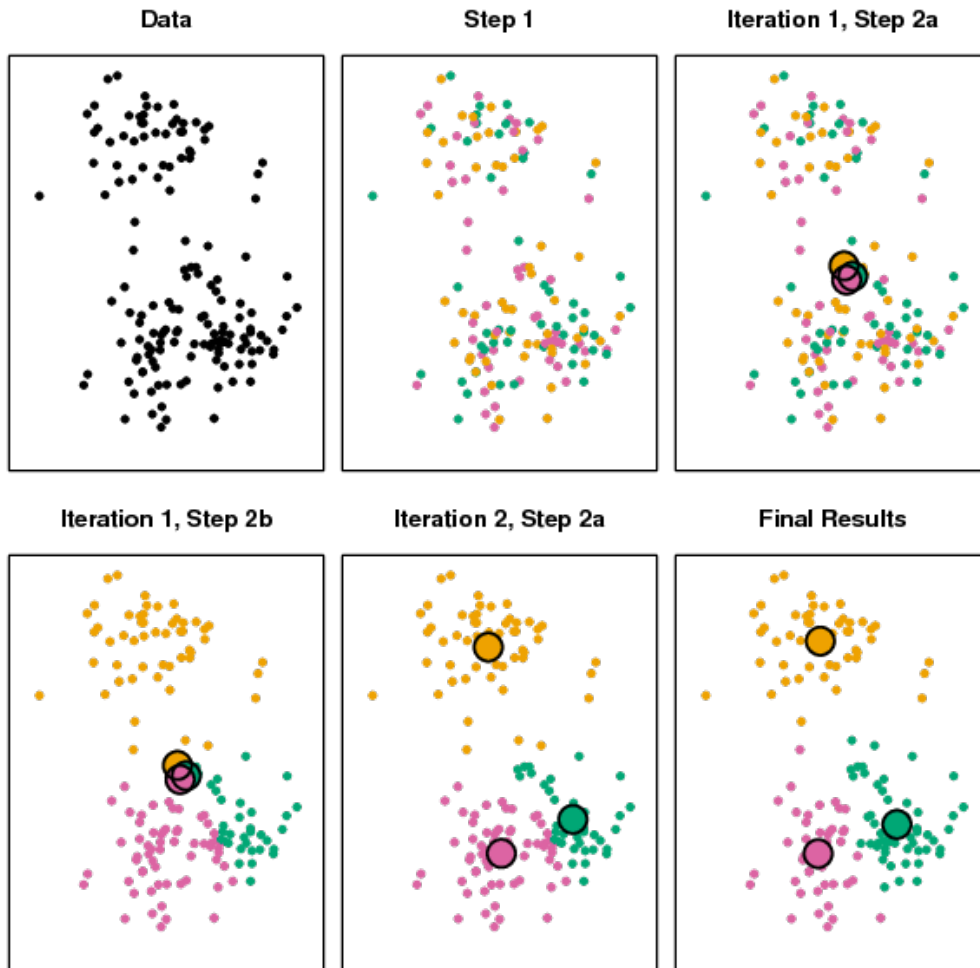 Data
Step 1
Iteration 1, Step 2a
Iteration 1, Step 2b
Iteration 2, Step 2a
Final Results